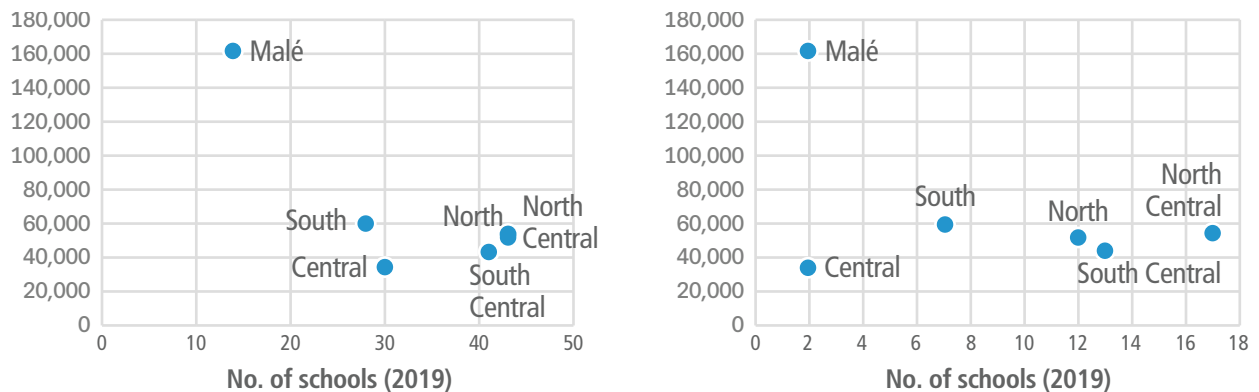 180,000
160,000
140,000
120,000
100,000
80,000
60,000
40,000
20,000
0
Malé
South
Central
North
North
Central
South
Central
0 10 20 30 40 50
No. of schools (2019)
180,000
160,000
140,000
120,000
100,000
80,000
60,000
40,000
20,000
0
Malé
North
Central
South
North
Central
South Central
0 2 4 6 8 10 12 14 16 18
No. of schools (2019)